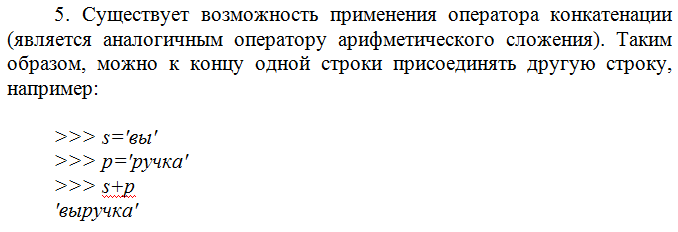 5. Существует возможность применения оператора конкатенации
(является аналогичным оператору арифметического сложения). Таким
образом, можно к концу одной строки присоединять другую строку,
например:
>>> s='вы'
>>> p='ручка'
>>> s+p
'выручка'